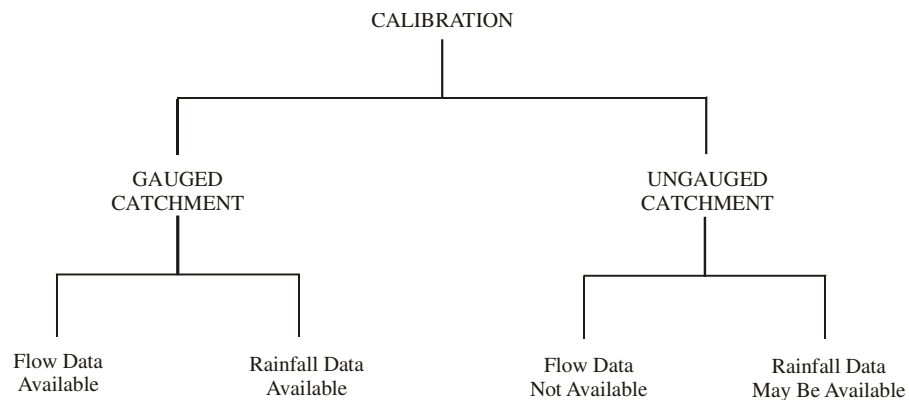 CALIBRATION
GAUGED
CATCHMENT
UNGAUGED
CATCHMENT
Flow Data
Available
Rainfall Data
Available
Flow Data
Not Available
Rainfall Data
May Be Available